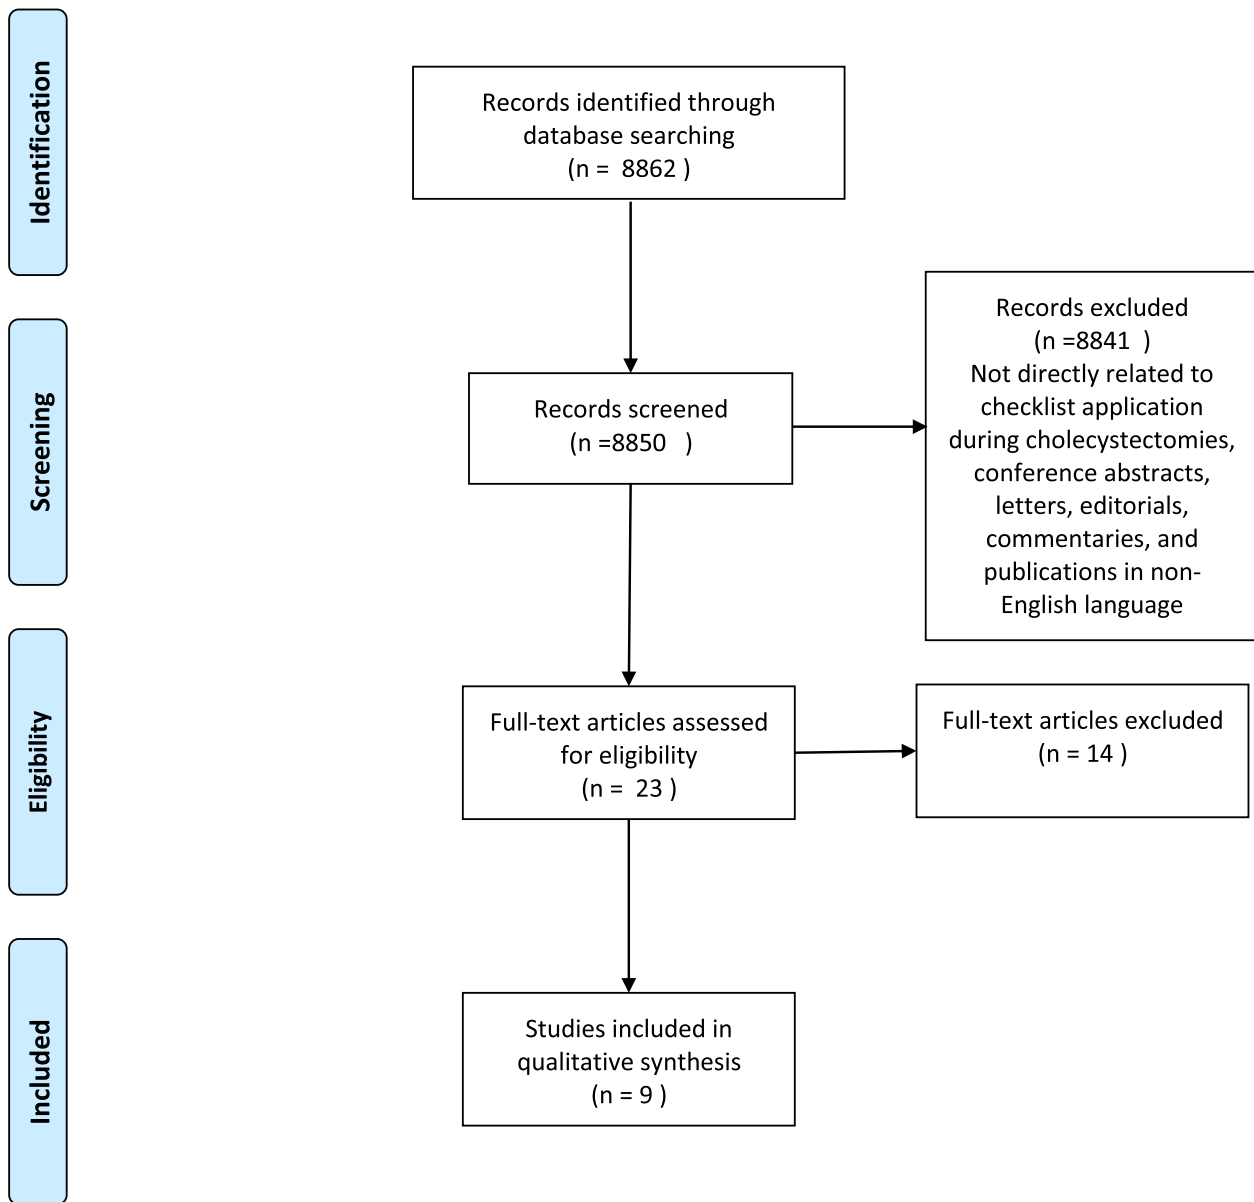 Identification
Records identified through
database searching
(n =  8862 )
Records excluded
(n =8841  )
Not directly related to
checklist application
during cholecystectomies,
conference abstracts,
letters, editorials,
commentaries, and
publications in non-
English language
Screening
Records screened
(n =8850   )
Eligibility
Full-text articles assessed
for eligibility
(n =  23 )
Full-text articles excluded
(n = 14 )
Included
Studies included in
qualitative synthesis
(n = 9 )